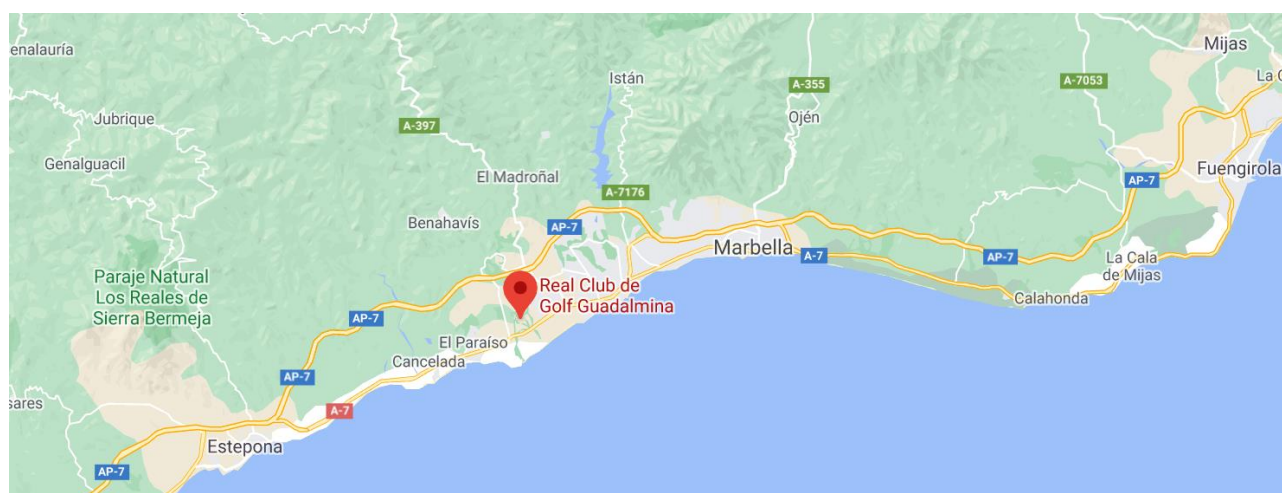 enalauría
Mijas
La C
Istán
A-355
A-7053
Ojén
Jubrique
A-397
Genalguacil
El Madroñal
Fuengirola
AP-7
A-7176
Benahavís
AP-7
Marbella
A-7
AP-7
La Cala
de Mijas
Paraje Natural
Los Reales de
Sierra Bermeja
Real Club de
Golf Guadalmina
Calahonda
AP-7
El Paraíso
Cancelada
AP-7
sares
A-7
Estepona
AP-7